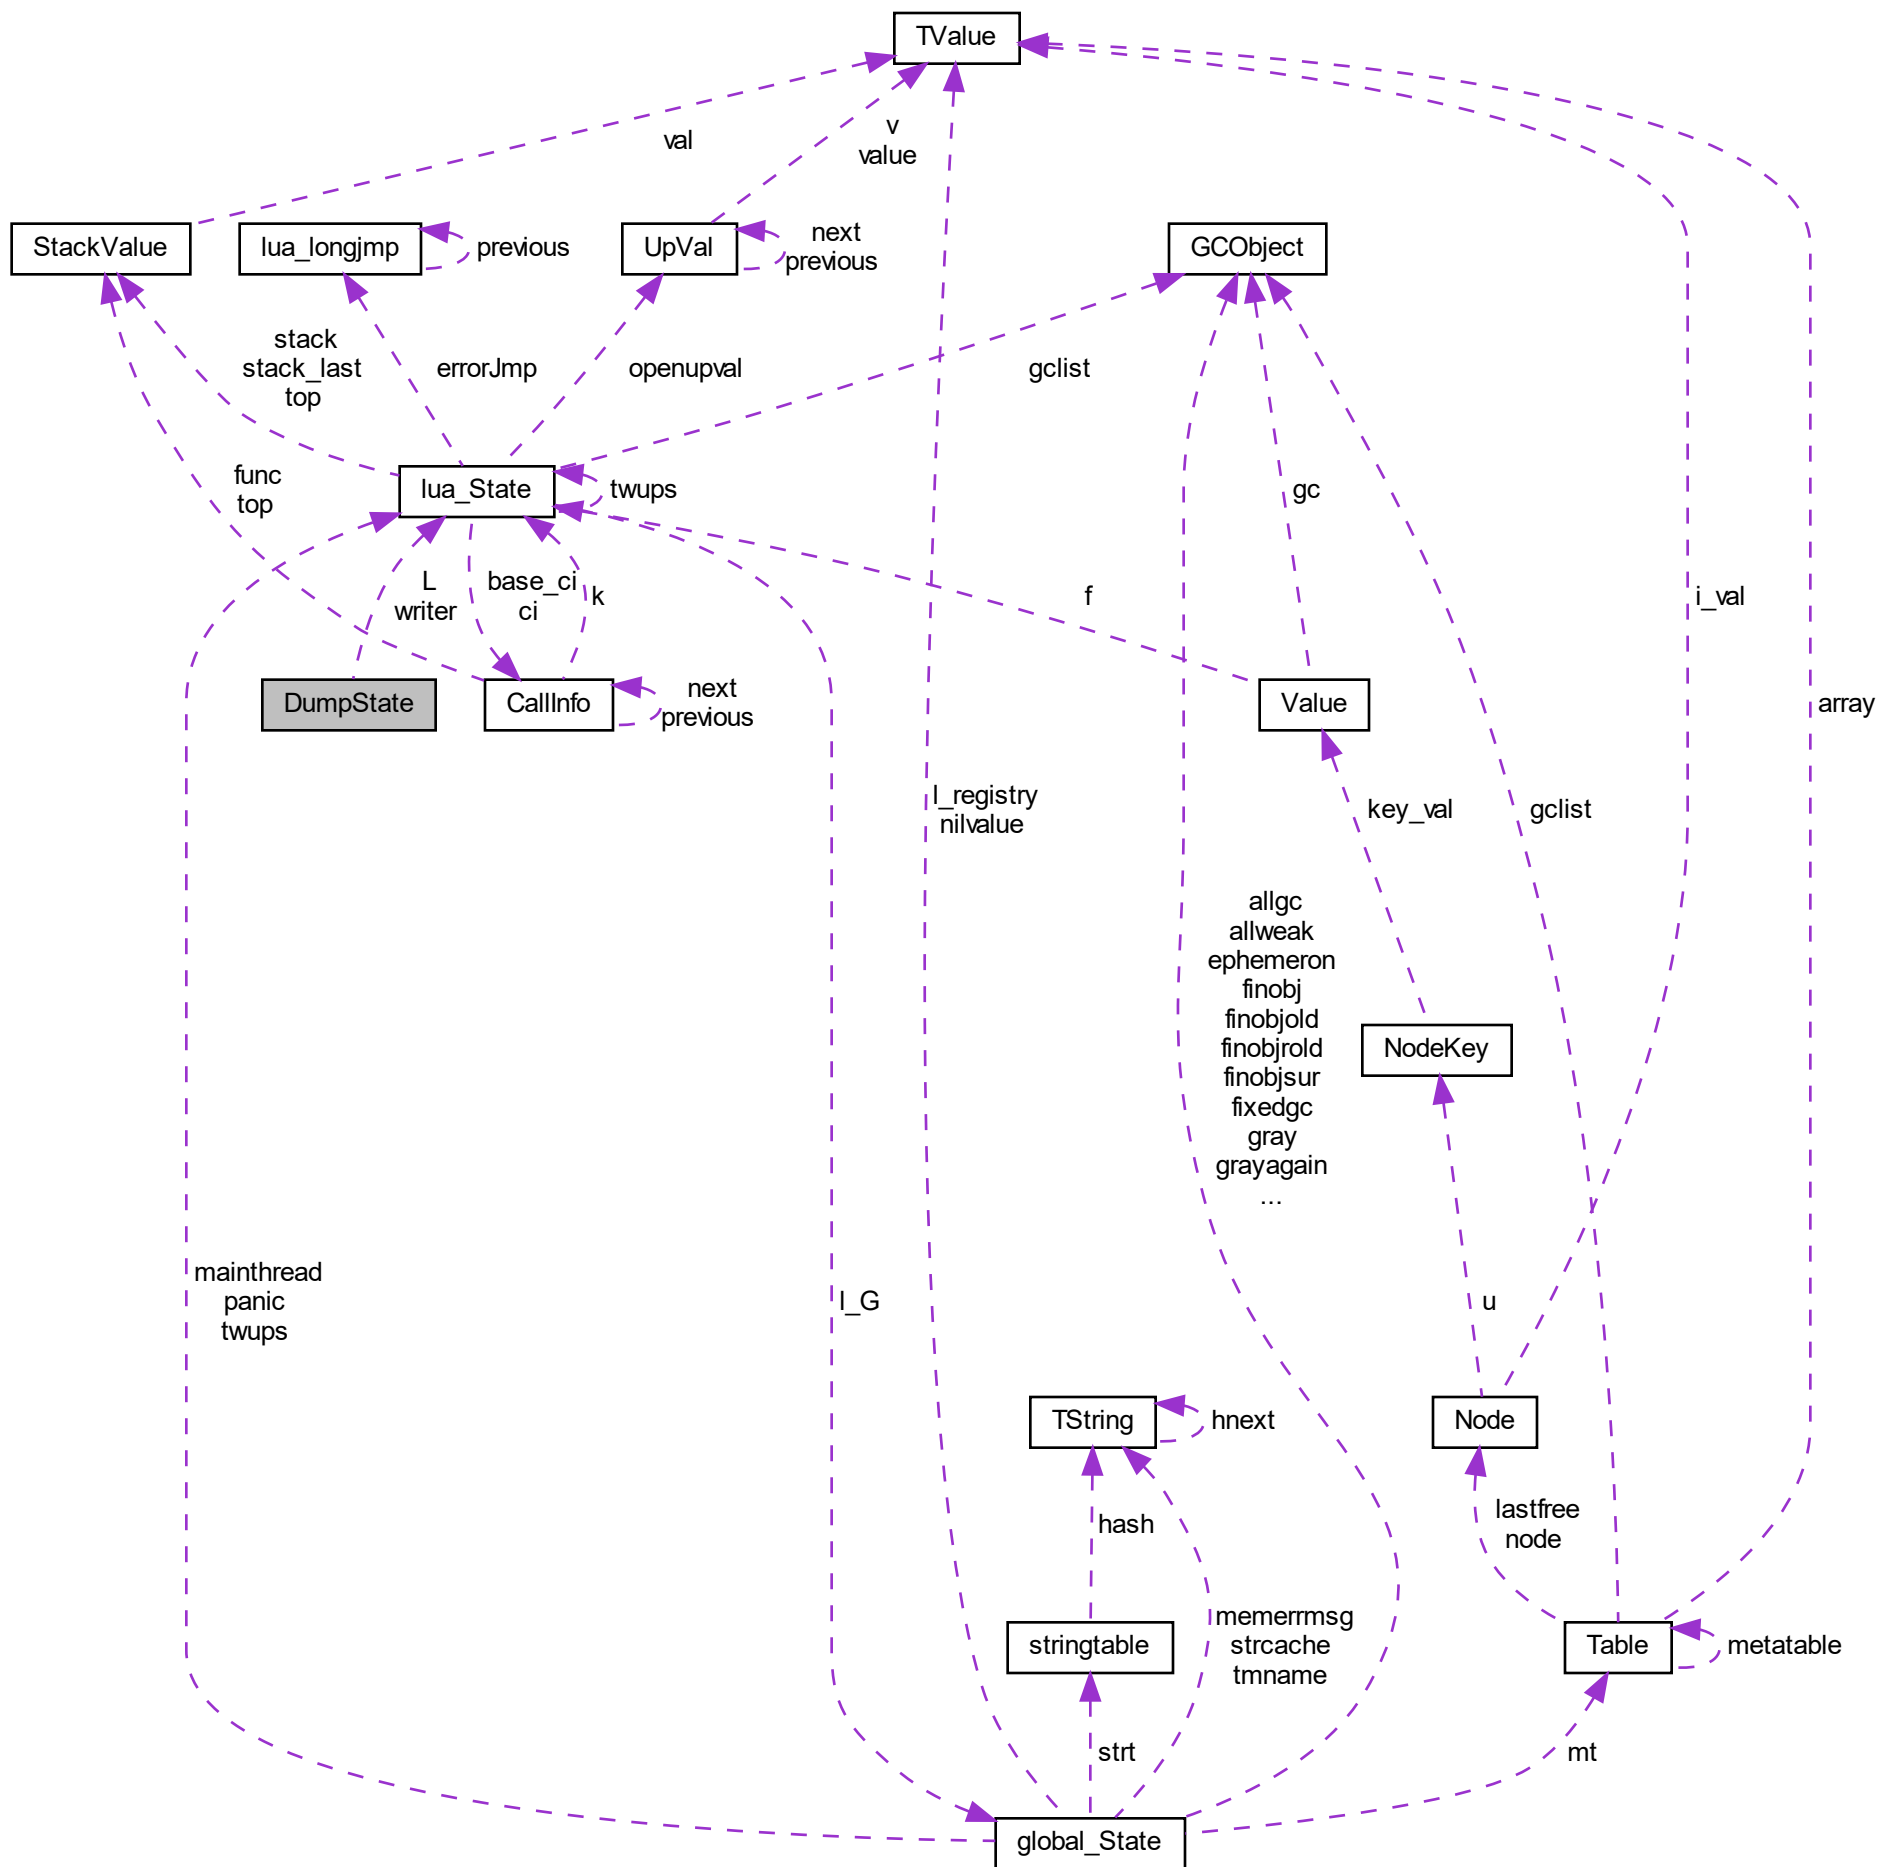 TValue
val
v
value
StackValue
lua_longjmp
previous
UpVal
next
previous
GCObject
stack
stack_last
top
errorJmp
openupval
gclist
func
top
lua_State
twups
gc
L
writer
base_ci
ci
k
f
i_val
array
DumpState
CallInfo
next
previous
Value
l_registry
nilvalue
key_val
gclist
allgc
allweak
ephemeron
finobj
finobjold
finobjrold
finobjsur
fixedgc
gray
grayagain
...
NodeKey
mainthread
panic
twups
l_G
u
TString
hnext
Node
hash
lastfree
node
stringtable
memerrmsg
strcache
tmname
Table
metatable
strt
mt
global_State